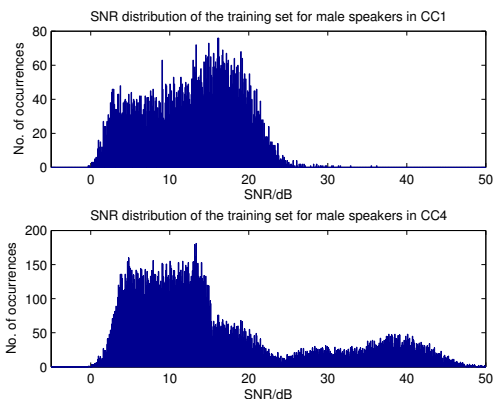 SNR distribution of the training set for male speakers in CC1
No. of occurrences
80
60
40
20
0
0 10 20 30 40 50
SNR/dB
SNR distribution of the training set for male speakers in CC4
No. of occurrences
200
150
100
50
0
0 10 20 30 40 50
SNR/dB